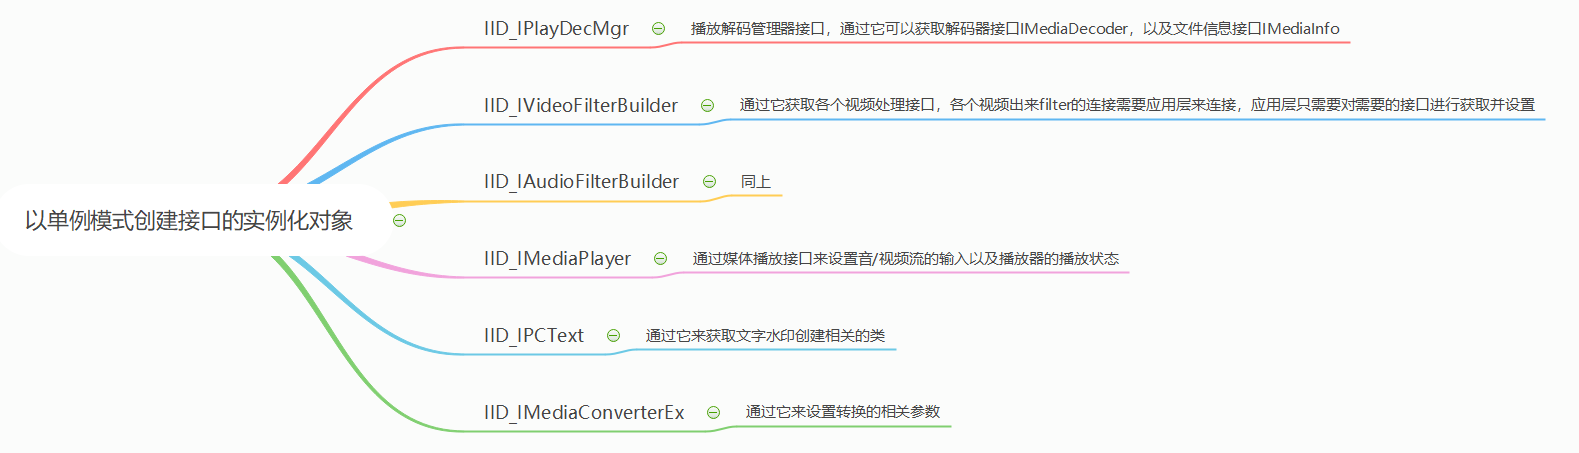 以单例模式创建接口的实例化对象
IID_IPlayDecMgr
播放解码管理器接口，通过它可以获取解码器接口IMediaDecoder，以及文件信息接口IMediaInfo
IID_IVideoFilterBuilder
通过它获取各个视频处理接口，各个视频出来filter的连接需要应用层来连接，应用层只需要对需要的接口进行获取并设置
IID_IAudioFilterBuilder
同上
IID_IMediaPlayer
通过媒体播放接口来设置音/视频流的输入以及播放器的播放状态
IID_IPCText
通过它来获取文字水印创建相关的类
IID_IMediaConverterEx
通过它来设置转换的相关参数